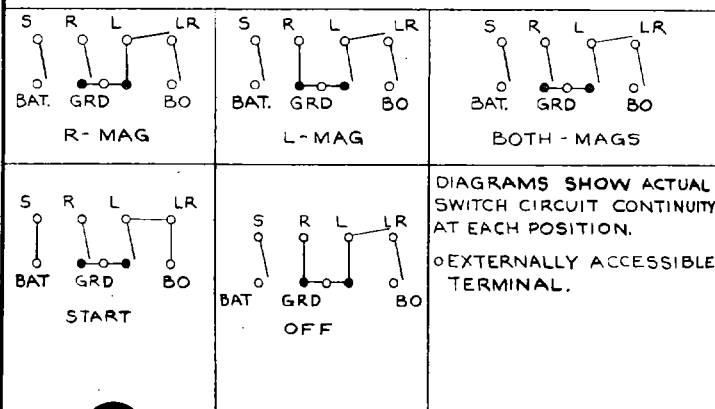 S R L LR
BAT. GRD BO
R- MAG
S R L LR
BAT. GRD BO
L-MAG
S R L LR
BAT. GRD BO
BOTH - MAGS
S R L LR
BAT GRD BO
START
S R L LR
BAT GRD BO
OFF
DIAGRAMS SHOW ACTUAL
SWITCH CIRCUIT CONTINUITY
AT EACH POSITION.
o EXTERNALLY ACCESSIBLE
TERMINAL.